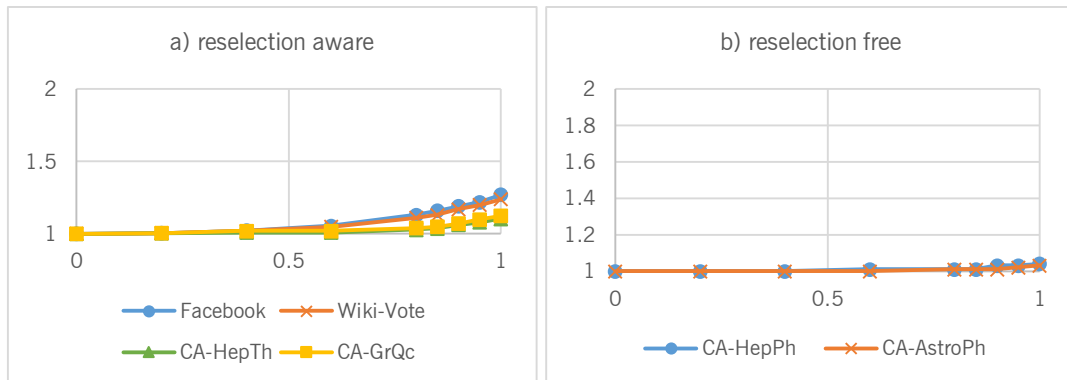 a) reselection aware
2
1.5
1
0 0.5 1
Facebook Wiki-Vote
CA-HepTh CA-GrQc
b) reselection free
2
1.8
1.6
1.4
1.2
1
0 0.5 1
CA-HepPh CA-AstroPh